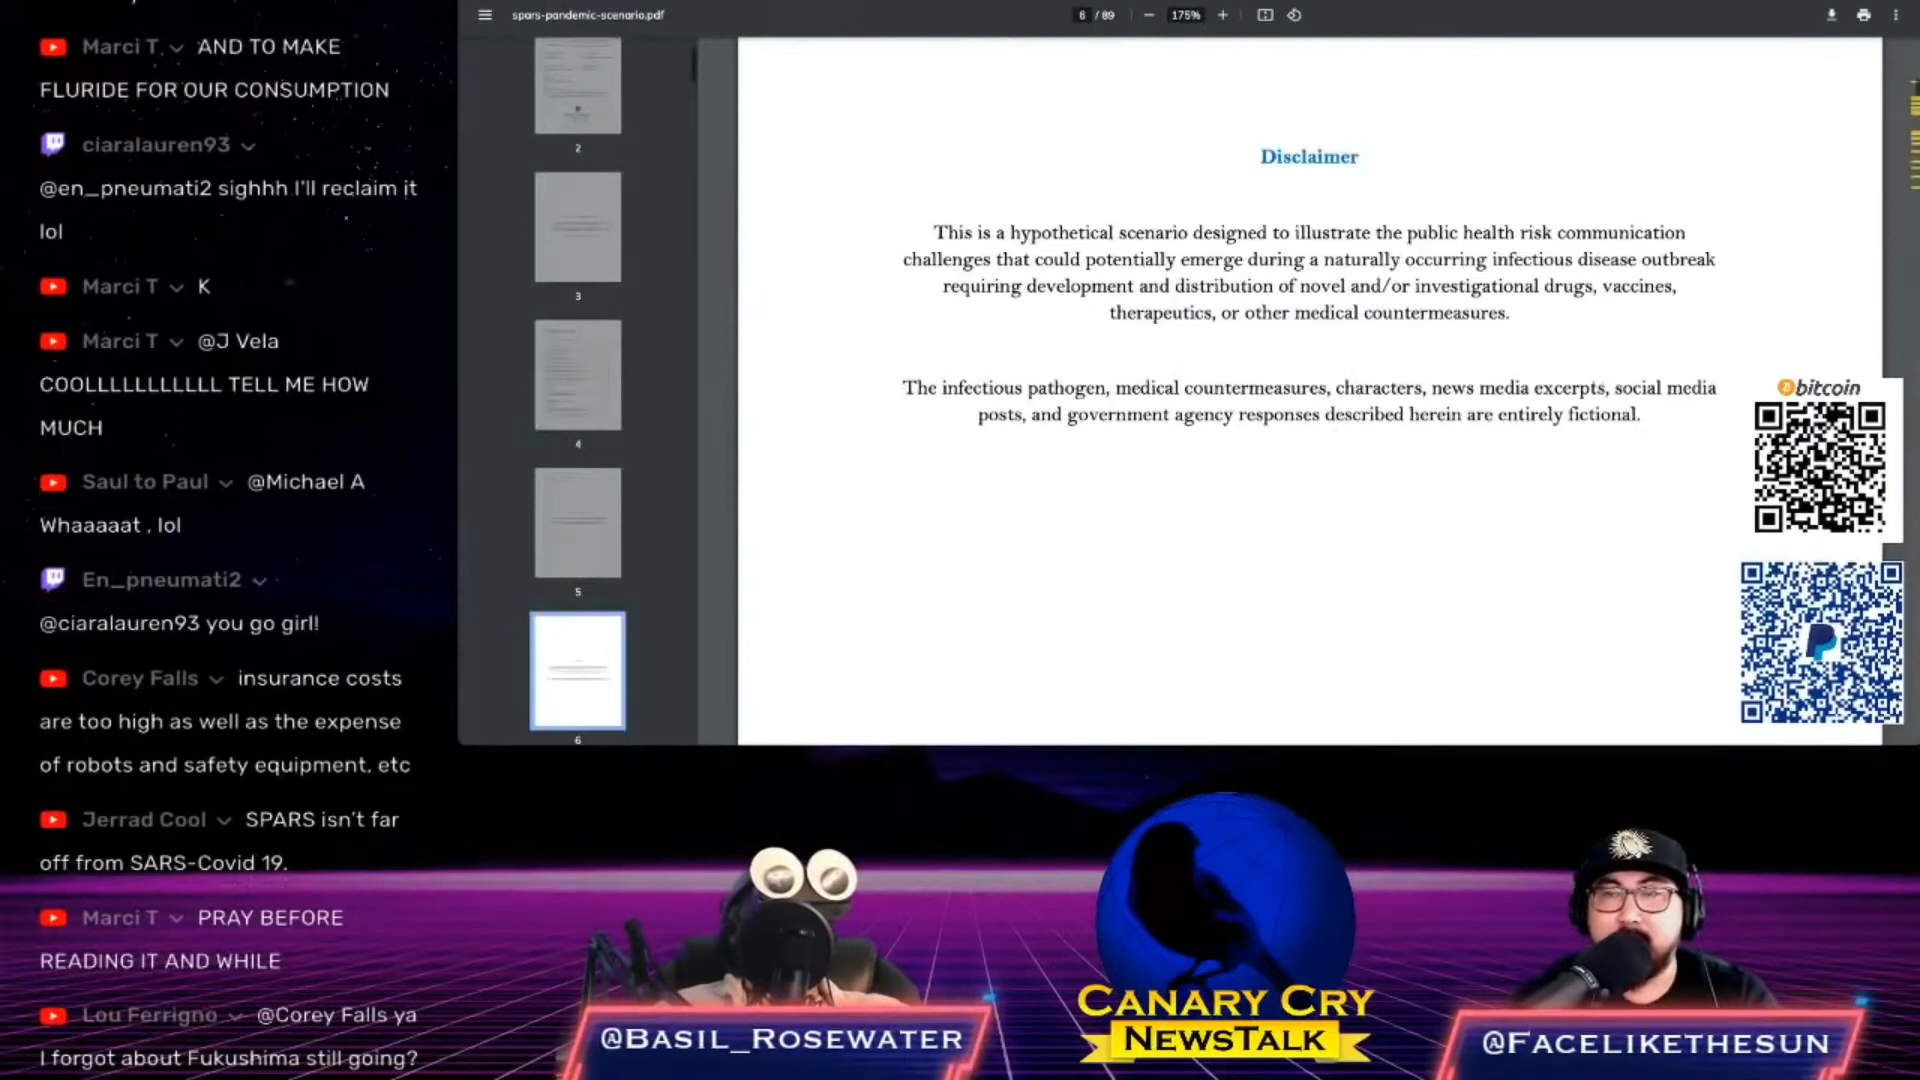 Marci T. AND TO MAKE
FLURIDE FOR OUR CONSUMPTION
ciaralauren93
@en_pneumati2 sighhh I'll reclaim it
lol
Marci T K
Marci T @J Vela
COOLLLLLLLLLLL TELL ME HOW
MUCH
Saul to Paul @Michael A
Whaaaaat , lol
En_pneumati2
@ciaralauren93 you go girl!
Corey Falls insurance costs
are too high as well as the expense
of robots and safety equipment, etc
Jerrad Cool SPARS isn't far
off from SARS-Covid 19.
Marci T PRAY BEFORE
READING IT AND WHILE
Lou Ferrigno @Corey Falls ya
I forgot about Fukushima still going?
spars-pandemic-scenario.pdf
6 / 89
175%
2
3
4
5
6
Disclaimer
This is a hypothetical scenario designed to illustrate the public health risk communication
challenges that could potentially emerge during a naturally occurring infectious disease outbreak
requiring development and distribution of novel and/or investigational drugs, vaccines,
therapeutics, or other medical countermeasures.
The infectious pathogen, medical countermeasures, characters, news media excerpts, social media
posts, and government agency responses described herein are entirely fictional.
bitcoin
@BASIL_ROSEWATER
CANARY CRY
NEWSTALK
@FACELIKETHESUN